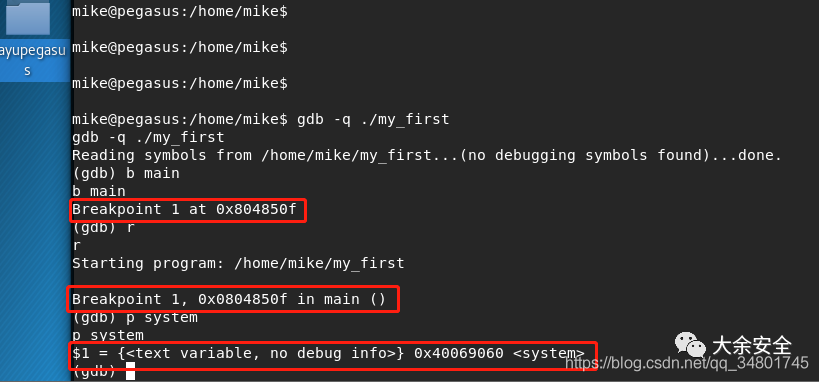 mike@pegasus:/home/mike$
mike@pegasus:/home/mike$
ayupegasu
s
mike@pegasus:/home/mike$
mike@pegasus:/home/mike$ gdb -q ./my_first
gdb -q ./my_first
Reading symbols from /home/mike/my_first...(no debugging symbols found)...done.
(gdb) b main
b main
Breakpoint 1 at 0x804850f
(gdb) r
r
Starting program: /home/mike/my_first
Breakpoint 1, 0x0804850f in main ()
(gdb) p system
p system
$1 = {<text variable, no debug info>} 0x40069060 <system>
(gdb)
大余安全
https://blog.csdn.net/qq_34801745